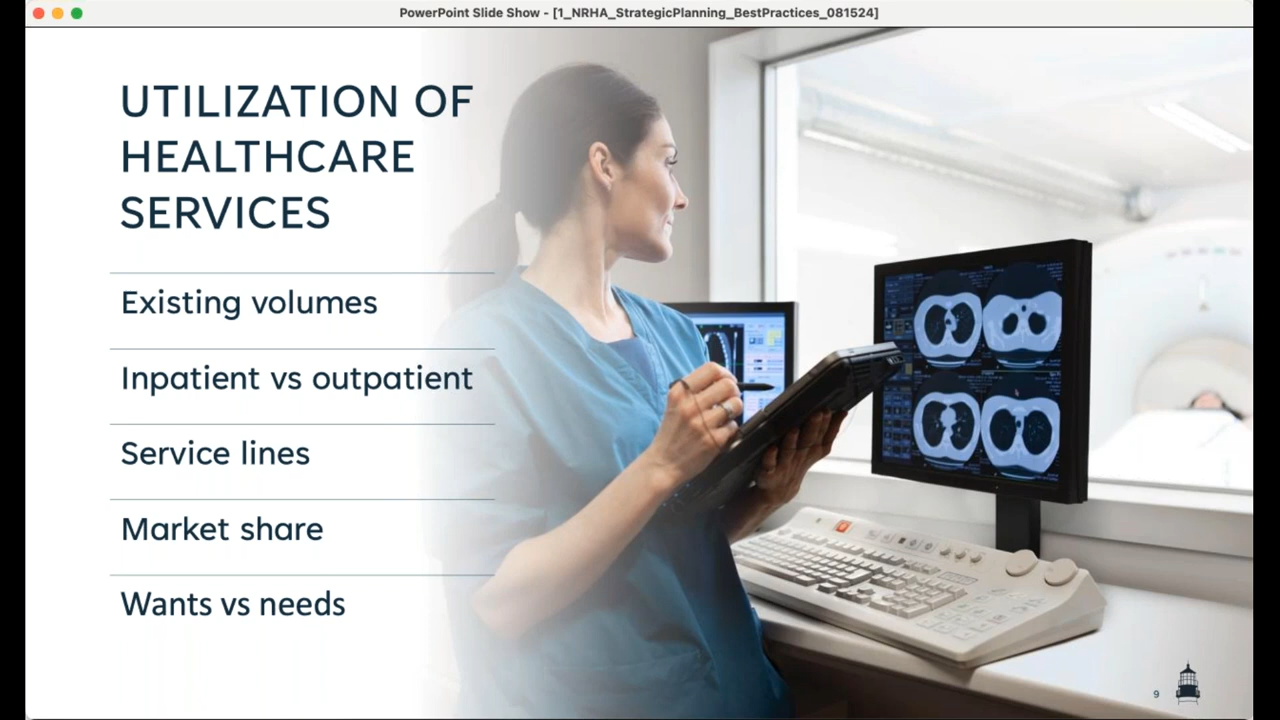 PowerPoint Slide Show - [1_NRHA_StrategicPlanning_BestPractices_081524]
UTILIZATION OF
HEALTHCARE
SERVICES
Existing volumes
Inpatient vs outpatient
Service lines
Market share
Wants vs needs
9